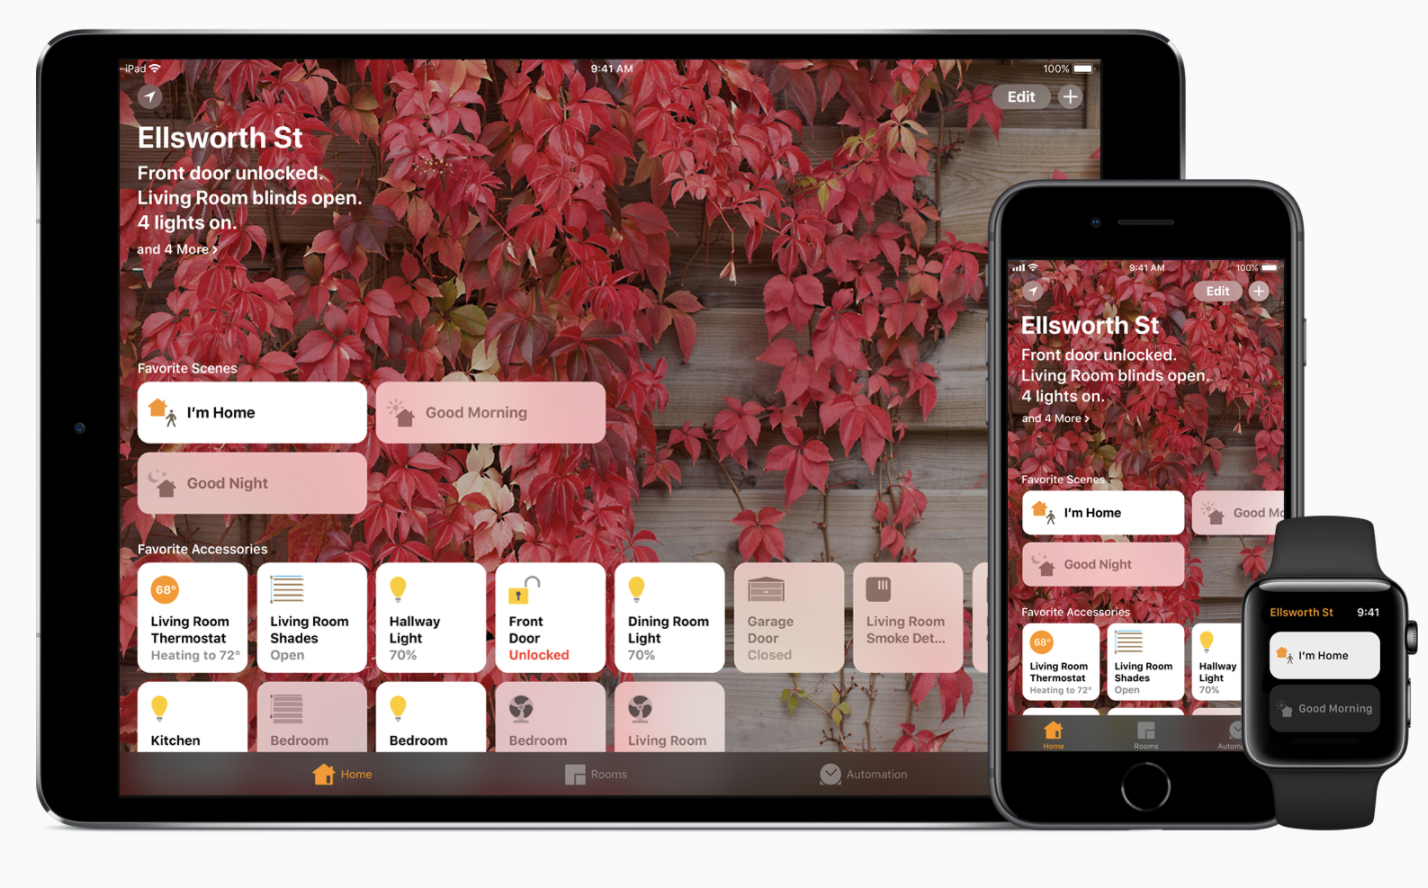 iPad
9:41 AM
100%
Edit
+
Ellsworth St
Front door unlocked.
Living Room blinds open.
4 lights on.
and 4 More >
Favorite Scenes
I'm Home
Good Morning
Good Night
Favorite Accessories
68°
Living Room
Thermostat
Heating to 72°
Living Room
Shades
Open
Hallway
Light
70%
Front
Door
Unlocked
Dining Room
Light
70%
Garage
Door
Closed
Living Room
Smoke Det...
Kitchen
Bedroom
Bedroom
Bedroom
Living Room
Home
Rooms
Automation
9:41 AM
100%
Edit
+
Ellsworth St
Front door unlocked.
Living Room blinds open.
4 lights on.
and 4 More >
Favorite Scenes
I'm Home
Good Mo
Good Night
Favorite Accessories
68°
Living Room
Thermostat
Heating to 72°
Living Room
Shades
Open
Hallway
Light
70%
Home
Rooms
Automa
Ellsworth St 9:41
I'm Home
Good Morning